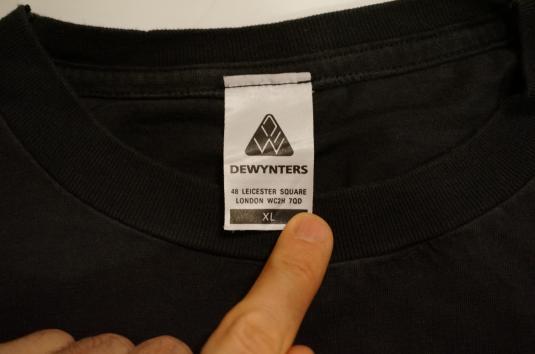 DEWYNTERS
48 LEICESTER SQUARE
LONDON WC2H 7QD
XL